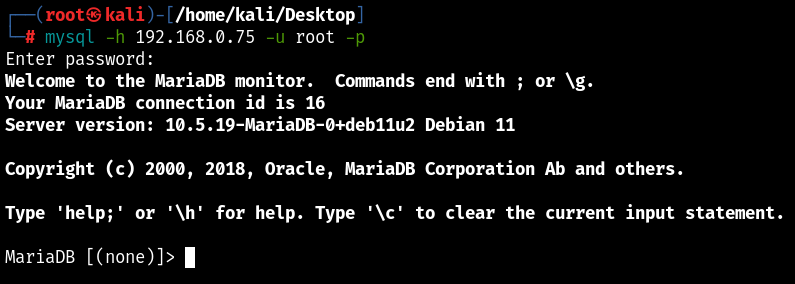 ┌──(root㉿kali)-[/home/kali/Desktop]
└─# mysql -h 192.168.0.75 -u root -p
Enter password:
Welcome to the MariaDB monitor.  Commands end with ; or \g.
Your MariaDB connection id is 16
Server version: 10.5.19-MariaDB-0+deb11u2 Debian 11
Copyright (c) 2000, 2018, Oracle, MariaDB Corporation Ab and others.
Type 'help;' or '\h' for help. Type '\c' to clear the current input statement.
MariaDB [(none)]>